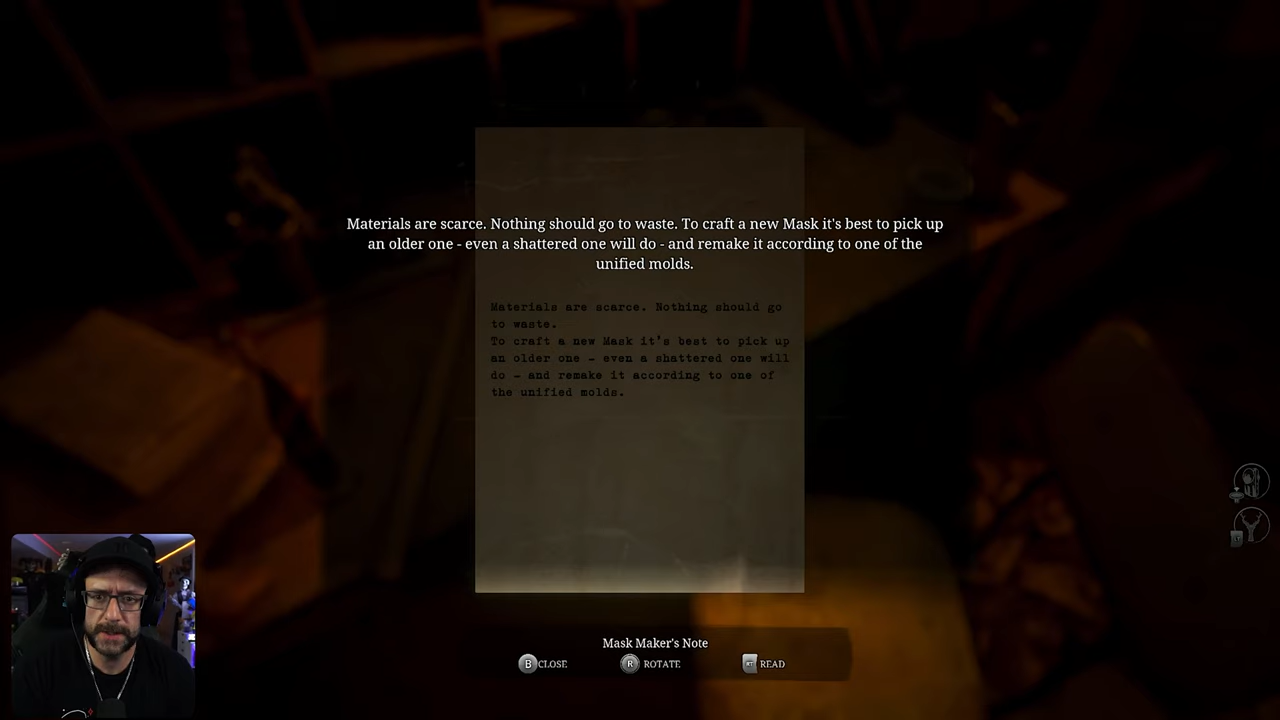 Materials are scarce. Nothing should go to waste. To craft a new Mask it's best to pick up
an older one - even a shattered one will do - and remake it according to one of the
unified molds.
Materials are scarce. Nothing should go
to waste.
To craft a new Mask it's best to pick up
an older one - even a shattered one will
do - and remake it according to one of
the unified molds.
Mask Maker's Note
B CLOSE R ROTATE RT READ